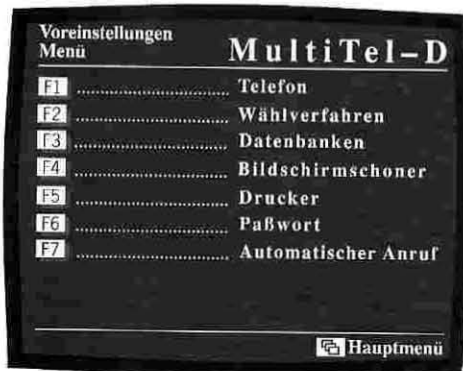 Voreinstellungen
Menü
MultiTel–D
F1 .............................. Telefon
F2 .............................. Wählverfahren
F3 .............................. Datenbanken
F4 .............................. Bildschirmschoner
F5 .............................. Drucker
F6 .............................. Paßwort
F7 .............................. Automatischer Anruf
Hauptmenü